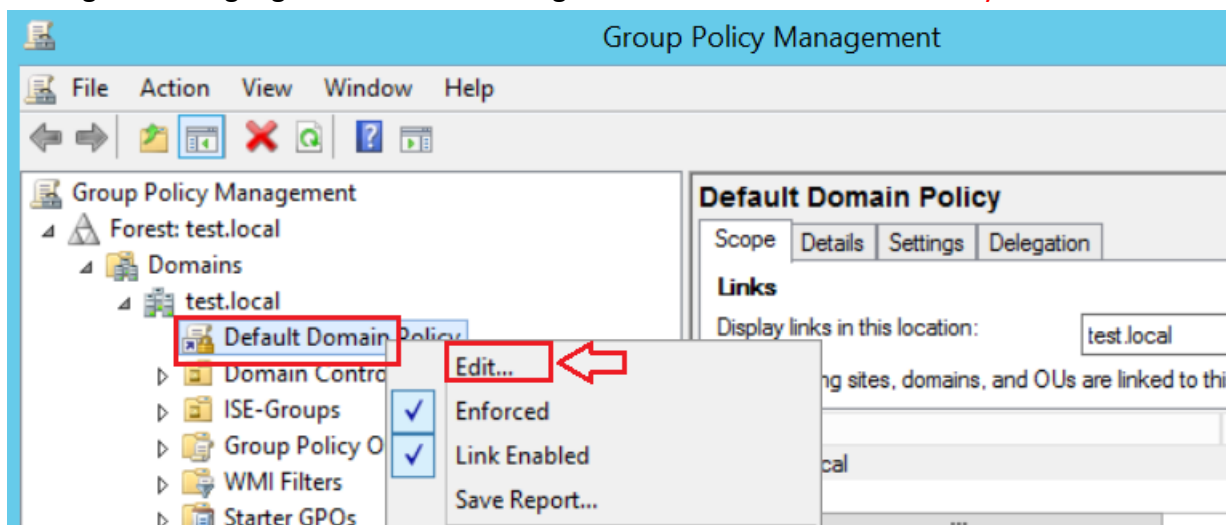 Group Policy Management
File Action View Window Help
Group Policy Management
Forest: test.local
Domains
test.local
Default Domain Policy
Domain Contro
ISE-Groups
Group Policy O
WMI Filters
Starter GPOs
Edit...
Enforced
Link Enabled
Save Report...
Default Domain Policy
Scope Details Settings Delegation
Links
Display links in this location:
test.local
ng sites, domains, and OUs are linked to thi
cal